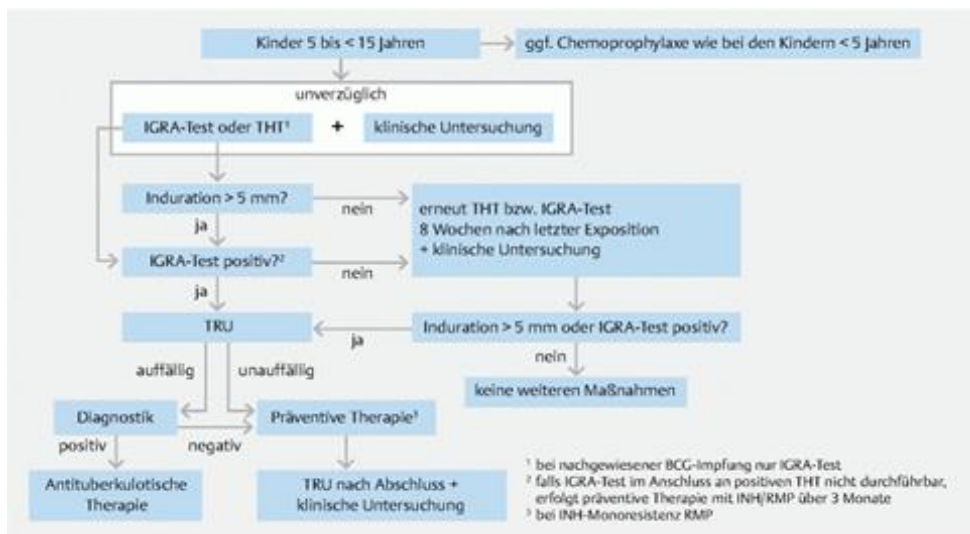 Kinder 5 bis < 15 Jahren
ggf. Chemoprophylaxe wie bei den Kindern < 5 Jahren
unverzüglich
IGRA-Test oder THT¹
+
klinische Untersuchung
Induration > 5 mm?
nein
erneut THT bzw. IGRA-Test
8 Wochen nach letzter Exposition
+ klinische Untersuchung
ja
IGRA-Test positiv?²
nein
ja
TRU
ja
Induration > 5 mm oder IGRA-Test positiv?
nein
keine weiteren Maßnahmen
auffällig
unauffällig
Diagnostik
Präventive Therapie³
positiv
negativ
Antituberkulotische
Therapie
TRU nach Abschluss +
klinische Untersuchung
¹ bei nachgewiesener BCG-Impfung nur IGRA-Test
² falls IGRA-Test im Anschluss an positiven THT nicht durchführbar,
erfolgt präventive Therapie mit INH/RMP über 3 Monate
³ bei INH-Monoresistenz RMP